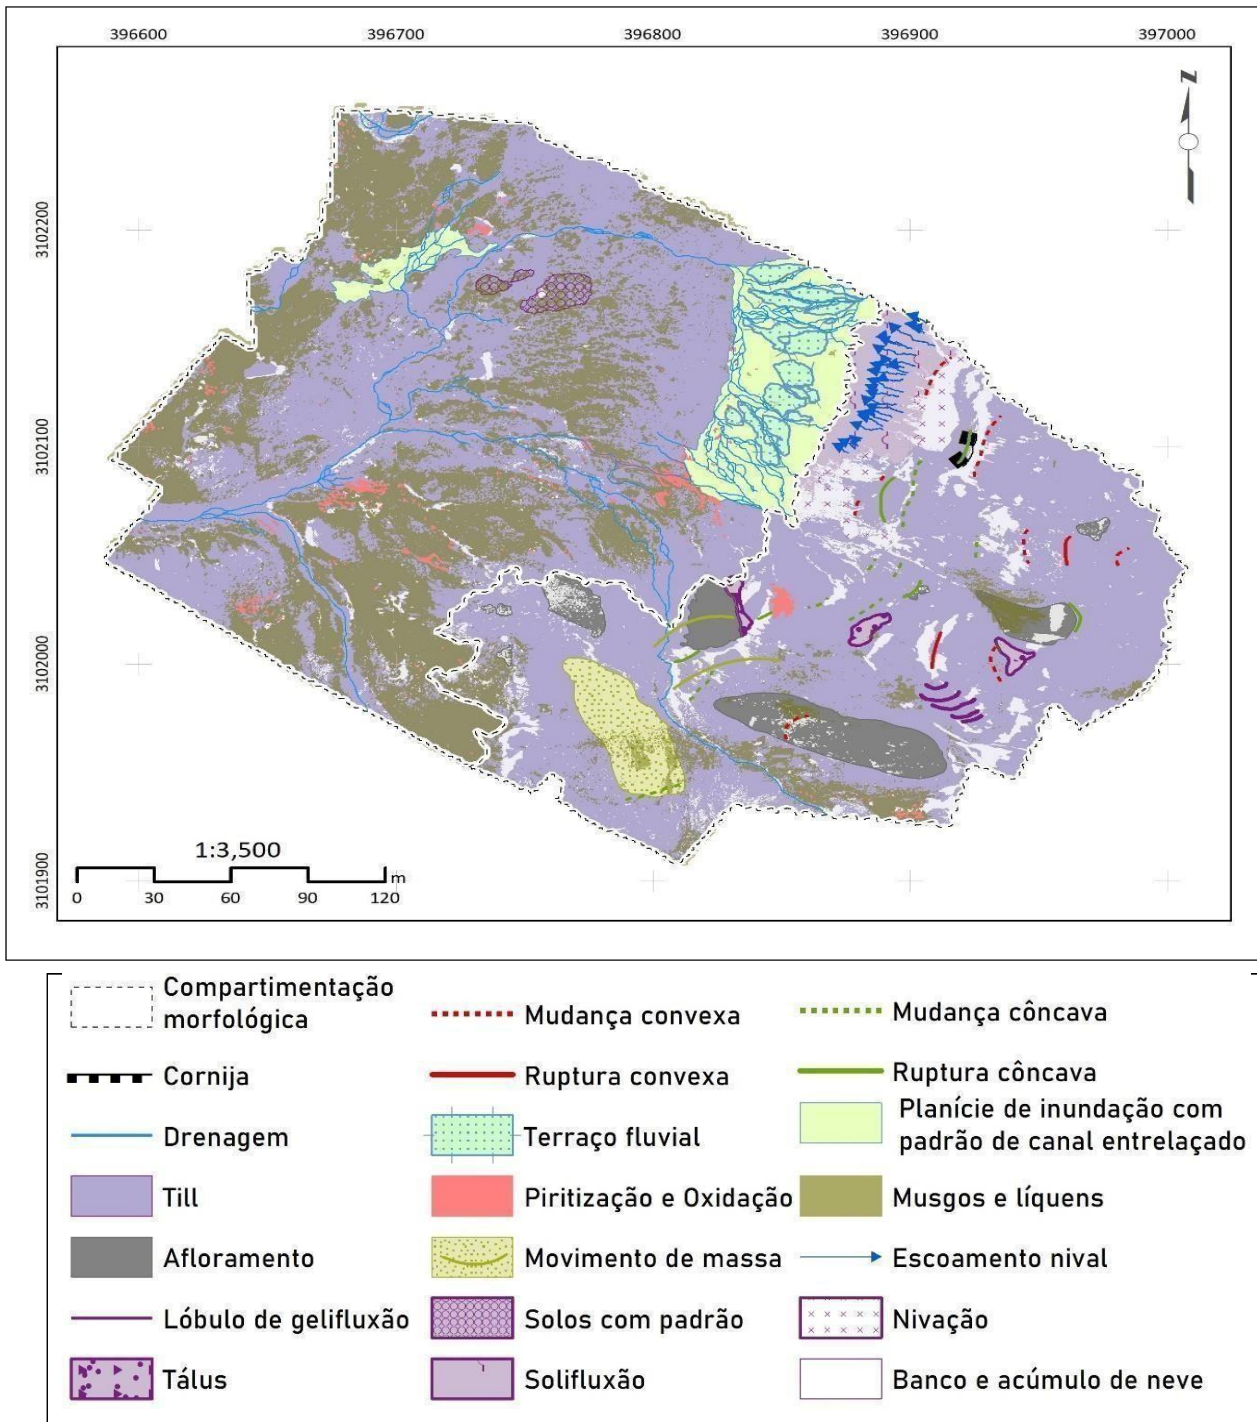 396600 396700 396800 396900 397000
N
3102200
3102100
3102000
3101900
1:3,500
m
0 30 60 90 120
Compartimentação
morfológica
Mudança convexa
Mudança côncava
Cornija
Ruptura convexa
Ruptura côncava
Drenagem
Terraço fluvial
Planície de inundação com
padrão de canal entrelaçado
Till
Piritização e Oxidação
Musgos e líquens
Afloramento
Movimento de massa
Escoamento nival
Lóbulo de gelifluxão
Solos com padrão
Nivação
Tálus
Solifluxão
Banco e acúmulo de neve